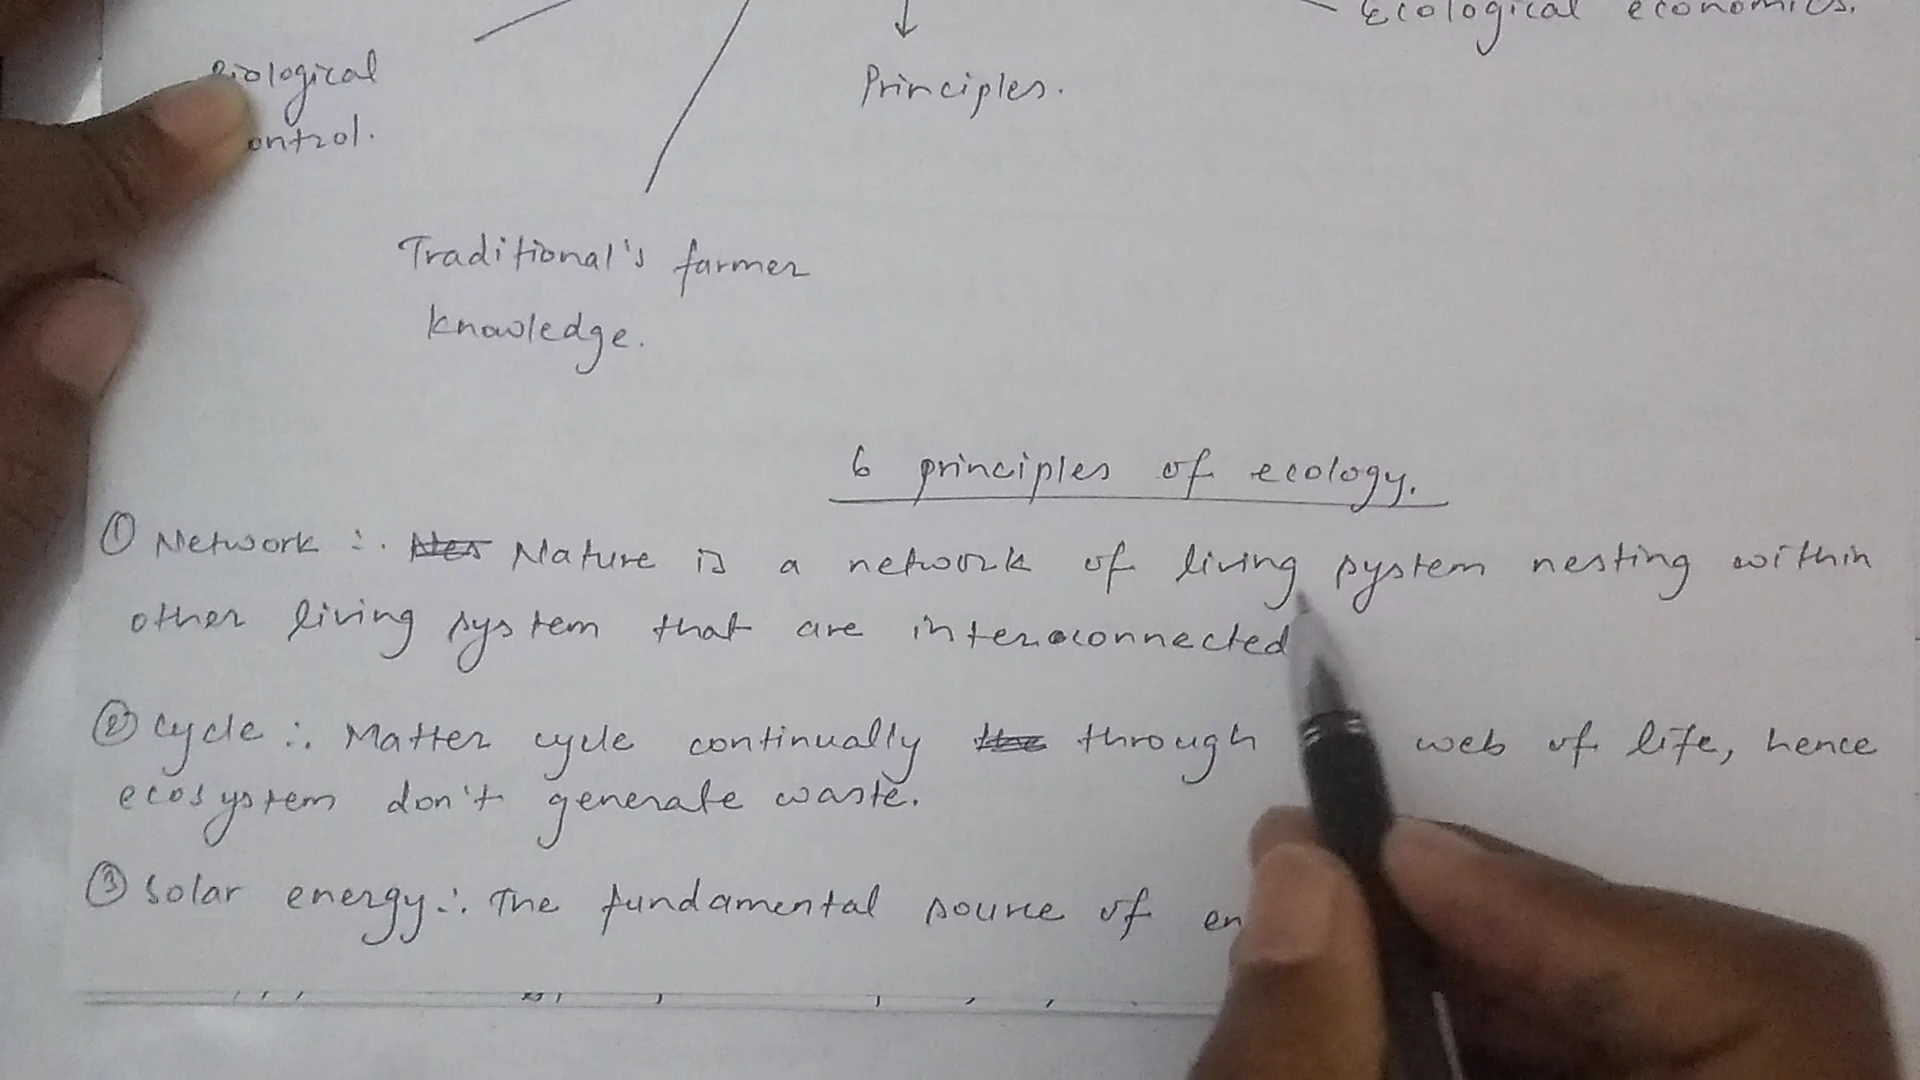 Ecological economics.
Biological
Principles.
ontrol.
Traditional's farmer
knowledge.
6 principles of ecology.
① Network :. Nature is a network of living system nesting within
other living system that are interconnected
② Cycle :. Matter cycle continually through web of life, hence
ecosystem don't generate waste.
③ Solar energy :. The fundamental source of en